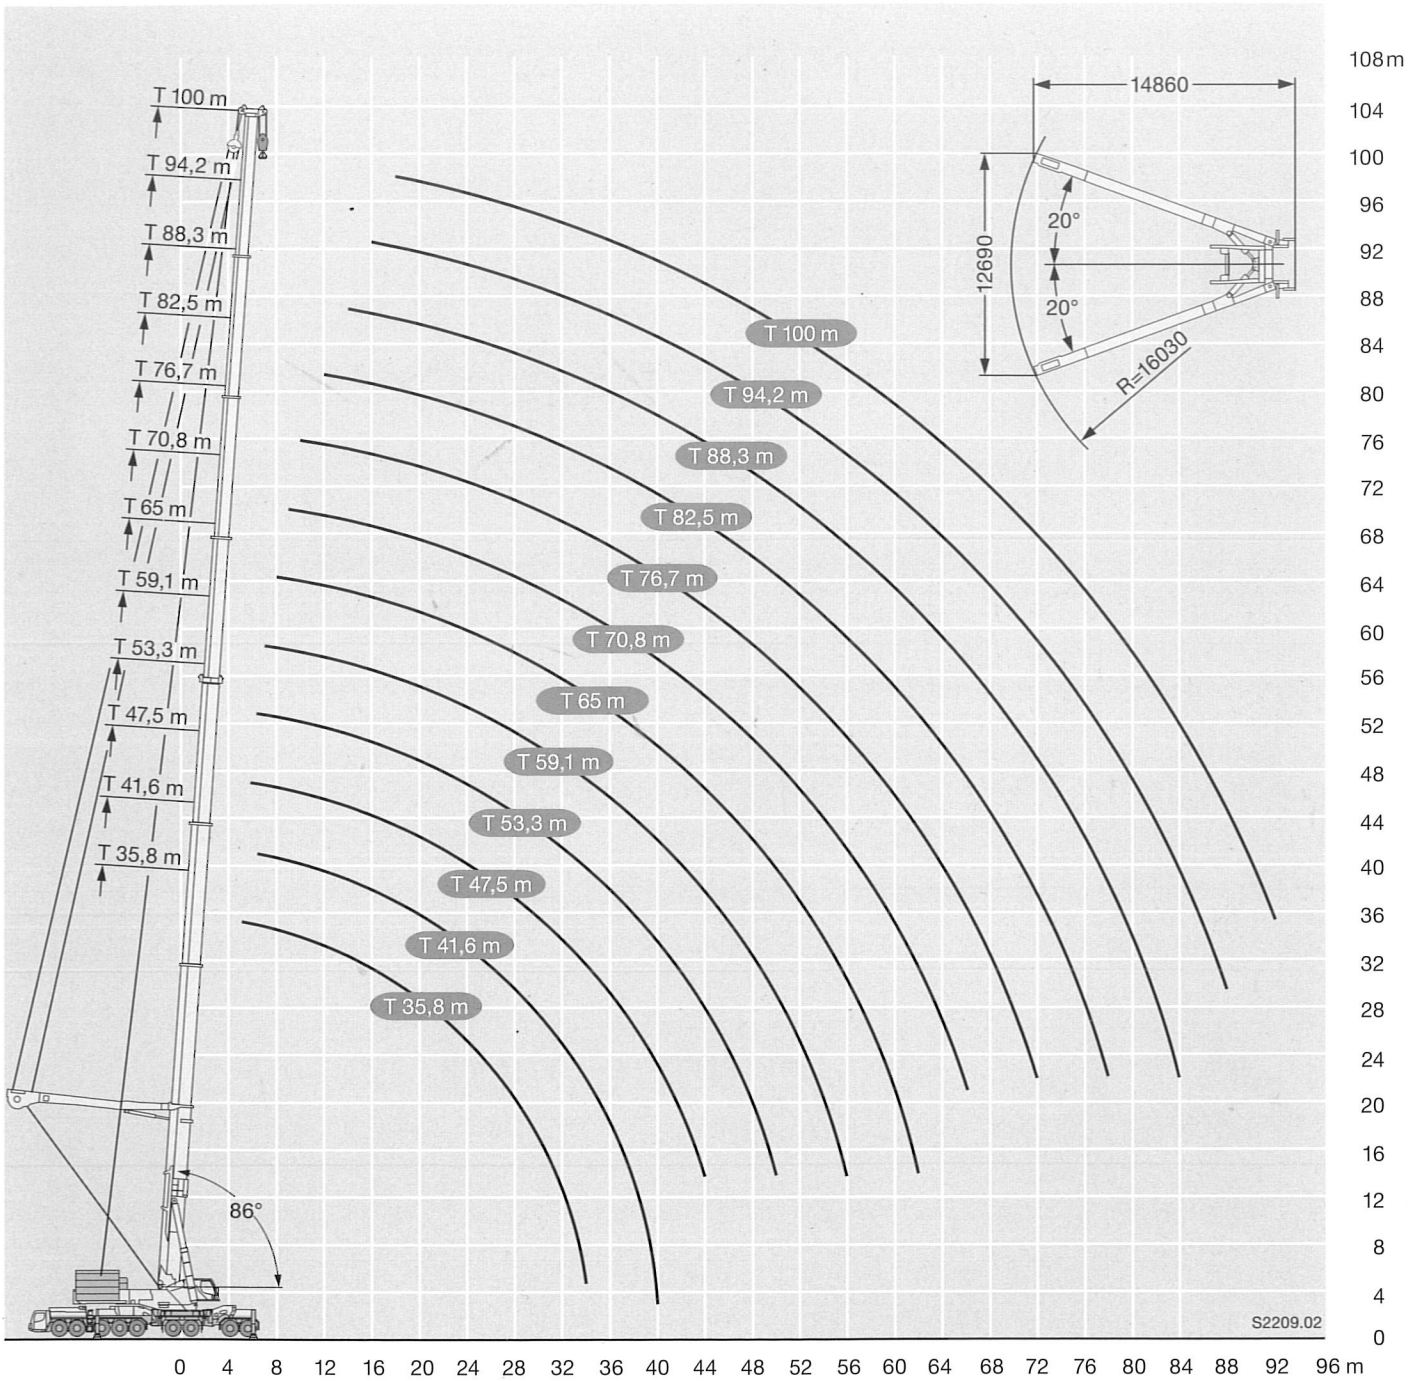 108 m
104
100
96
92
88
84
80
76
72
68
64
60
56
52
48
44
40
36
32
28
24
20
16
12
8
4
0
T 100 m
T 94,2 m
T 88,3 m
T 82,5 m
T 76,7 m
T 70,8 m
T 65 m
T 59,1 m
T 53,3 m
T 47,5 m
T 41,6 m
T 35,8 m
14860
12690
20°
20°
R=16030
T 100 m
T 94,2 m
T 88,3 m
T 82,5 m
T 76,7 m
T 70,8 m
T 65 m
T 59,1 m
T 53,3 m
T 47,5 m
T 41,6 m
T 35,8 m
86°
S2209.02
0 4 8 12 16 20 24 28 32 36 40 44 48 52 56 60 64 68 72 76 80 84 88 92 96 m